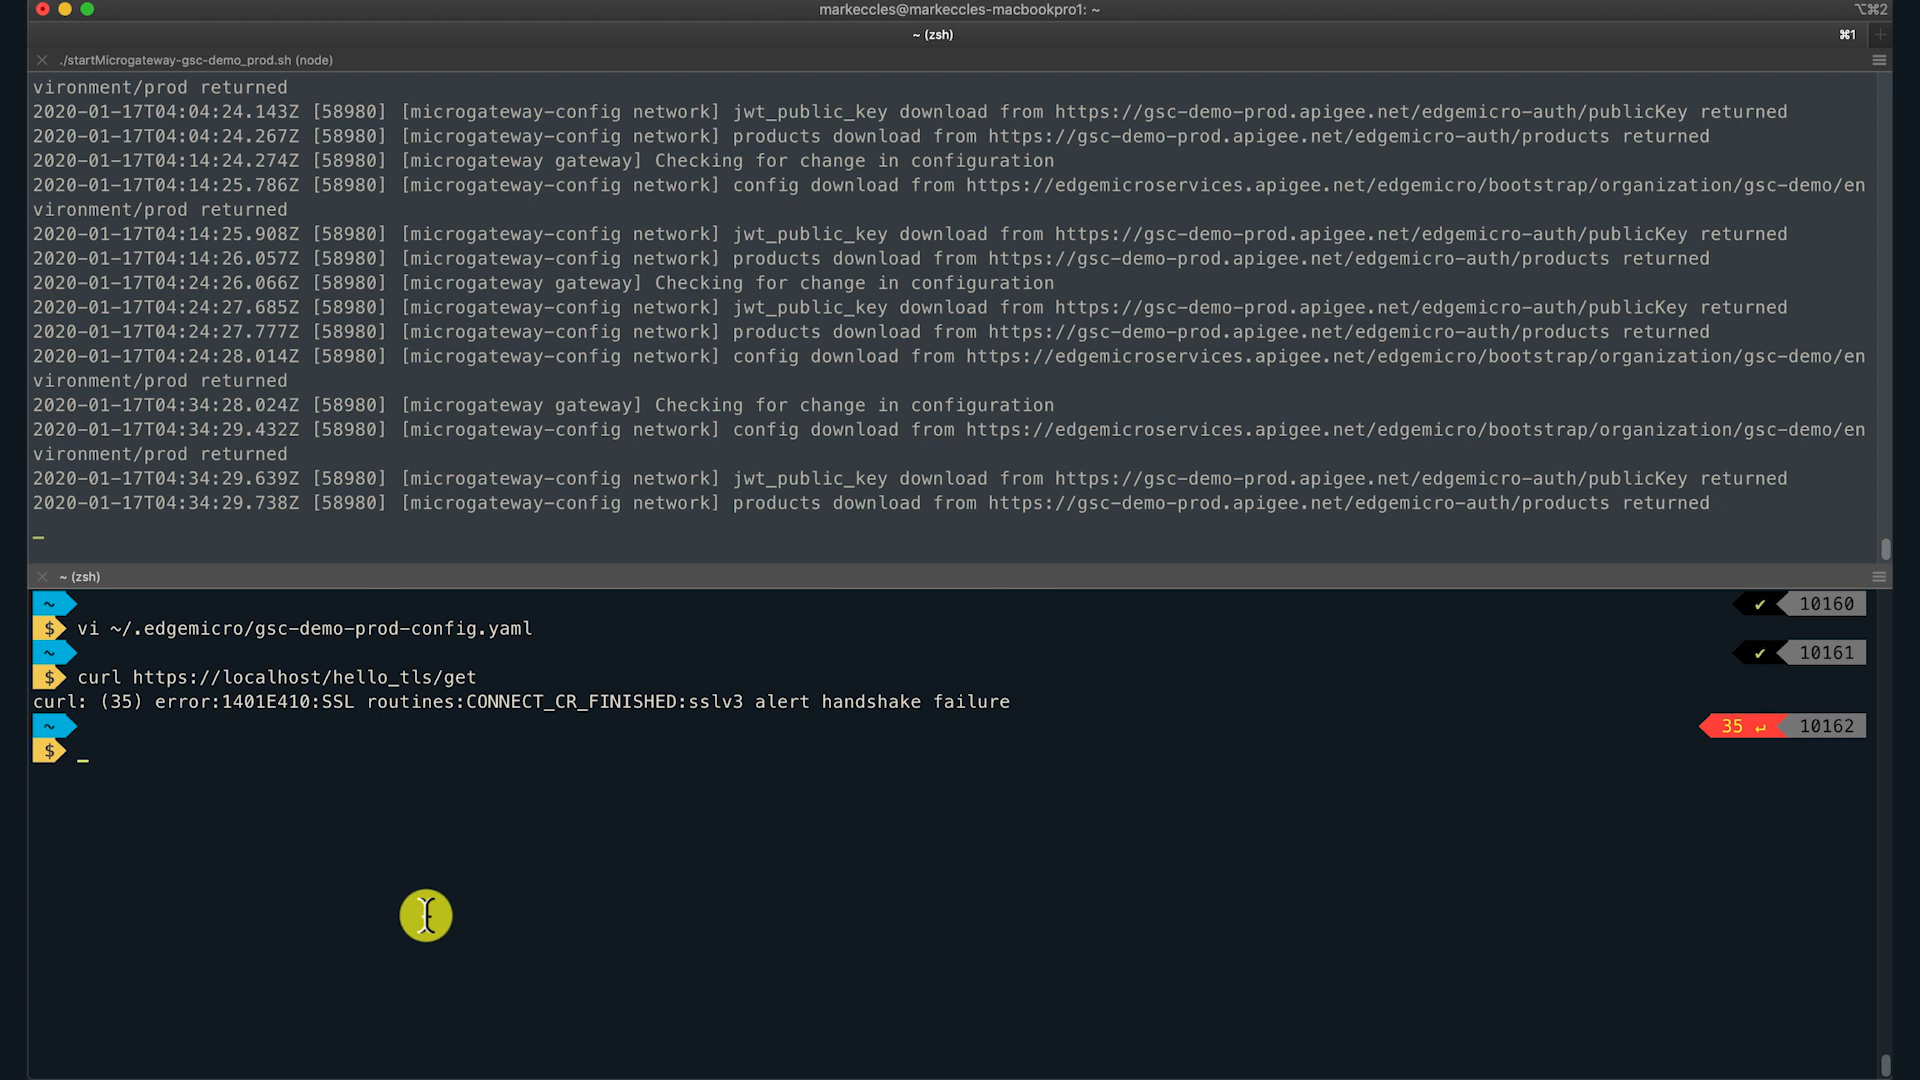 markeccles@markeccles-macbookpro1: ~
⌥⌘2
~ (zsh)
⌘1
./startMicrogateway-gsc-demo_prod.sh (node)
vironment/prod returned
2020-01-17T04:04:24.143Z [58980] [microgateway-config network] jwt_public_key download from https://gsc-demo-prod.apigee.net/edgemicro-auth/publicKey returned
2020-01-17T04:04:24.267Z [58980] [microgateway-config network] products download from https://gsc-demo-prod.apigee.net/edgemicro-auth/products returned
2020-01-17T04:14:24.274Z [58980] [microgateway gateway] Checking for change in configuration
2020-01-17T04:14:25.786Z [58980] [microgateway-config network] config download from https://edgemicroservices.apigee.net/edgemicro/bootstrap/organization/gsc-demo/en
vironment/prod returned
2020-01-17T04:14:25.908Z [58980] [microgateway-config network] jwt_public_key download from https://gsc-demo-prod.apigee.net/edgemicro-auth/publicKey returned
2020-01-17T04:14:26.057Z [58980] [microgateway-config network] products download from https://gsc-demo-prod.apigee.net/edgemicro-auth/products returned
2020-01-17T04:24:26.066Z [58980] [microgateway gateway] Checking for change in configuration
2020-01-17T04:24:27.685Z [58980] [microgateway-config network] jwt_public_key download from https://gsc-demo-prod.apigee.net/edgemicro-auth/publicKey returned
2020-01-17T04:24:27.777Z [58980] [microgateway-config network] products download from https://gsc-demo-prod.apigee.net/edgemicro-auth/products returned
2020-01-17T04:24:28.014Z [58980] [microgateway-config network] config download from https://edgemicroservices.apigee.net/edgemicro/bootstrap/organization/gsc-demo/en
vironment/prod returned
2020-01-17T04:34:28.024Z [58980] [microgateway gateway] Checking for change in configuration
2020-01-17T04:34:29.432Z [58980] [microgateway-config network] config download from https://edgemicroservices.apigee.net/edgemicro/bootstrap/organization/gsc-demo/en
vironment/prod returned
2020-01-17T04:34:29.639Z [58980] [microgateway-config network] jwt_public_key download from https://gsc-demo-prod.apigee.net/edgemicro-auth/publicKey returned
2020-01-17T04:34:29.738Z [58980] [microgateway-config network] products download from https://gsc-demo-prod.apigee.net/edgemicro-auth/products returned
~ (zsh)
~ ✔ 10160
$ vi ~/.edgemicro/gsc-demo-prod-config.yaml
~ ✔ 10161
$ curl https://localhost/hello_tls/get
curl: (35) error:1401E410:SSL routines:CONNECT_CR_FINISHED:sslv3 alert handshake failure
~ 35 ↵ 10162
$